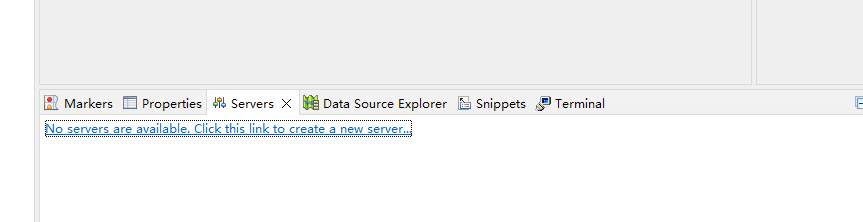 Markers Properties Servers Data Source Explorer Snippets Terminal
No servers are available. Click this link to create a new server...